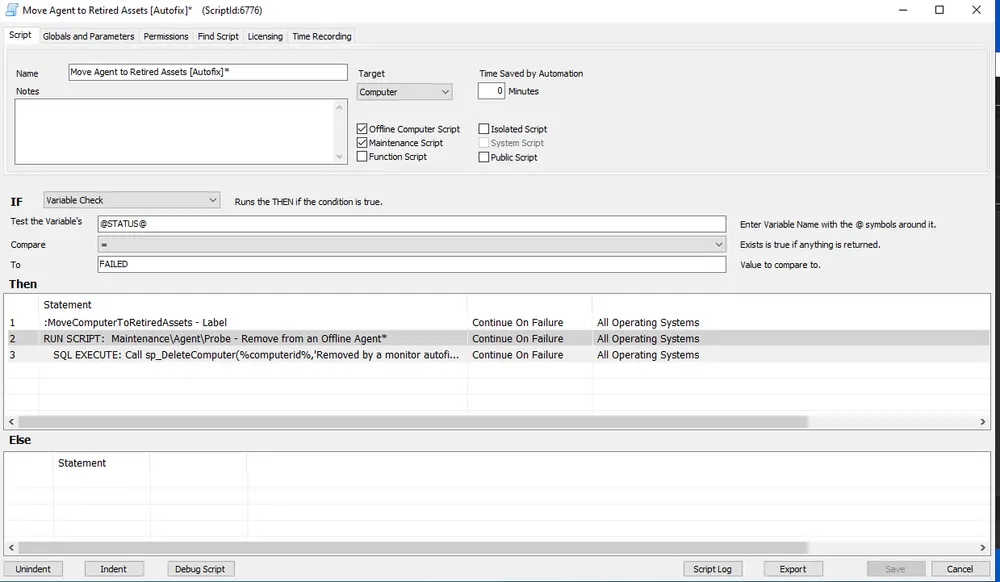 Move Agent to Retired Assets [Autofix]* (ScriptId:6776)
Script Globals and Parameters Permissions Find Script Licensing Time Recording
Name Move Agent to Retired Assets [Autofix]* Target Time Saved by Automation
Notes Computer 0 Minutes
Offline Computer Script Isolated Script
Maintenance Script System Script
Function Script Public Script
IF Variable Check Runs the THEN if the condition is true.
Test the Variable's @STATUS@ Enter Variable Name with the @ symbols around it.
Compare = Exists is true if anything is returned.
To FAILED Value to compare to.
Then
Statement
1 :MoveComputerToRetiredAssets - Label Continue On Failure All Operating Systems
2 RUN SCRIPT: Maintenance\Agent\Probe - Remove from an Offline Agent* Continue On Failure All Operating Systems
3 SQL EXECUTE: Call sp_DeleteComputer(%computerid%,'Removed by a monitor autofi... Continue On Failure All Operating Systems
Else
Statement
Unindent Indent Debug Script Script Log Export Save Cancel